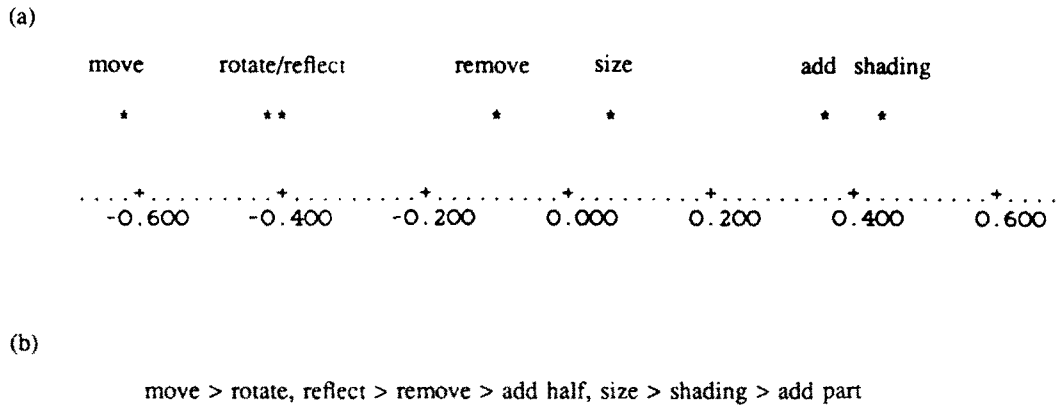 (a)
move rotate/reflect remove size add shading
* * * * * * *
+ + + + + + +
-0.600 -0.400 -0.200 0.000 0.200 0.400 0.600
(b)
move > rotate, reflect > remove > add half, size > shading > add part